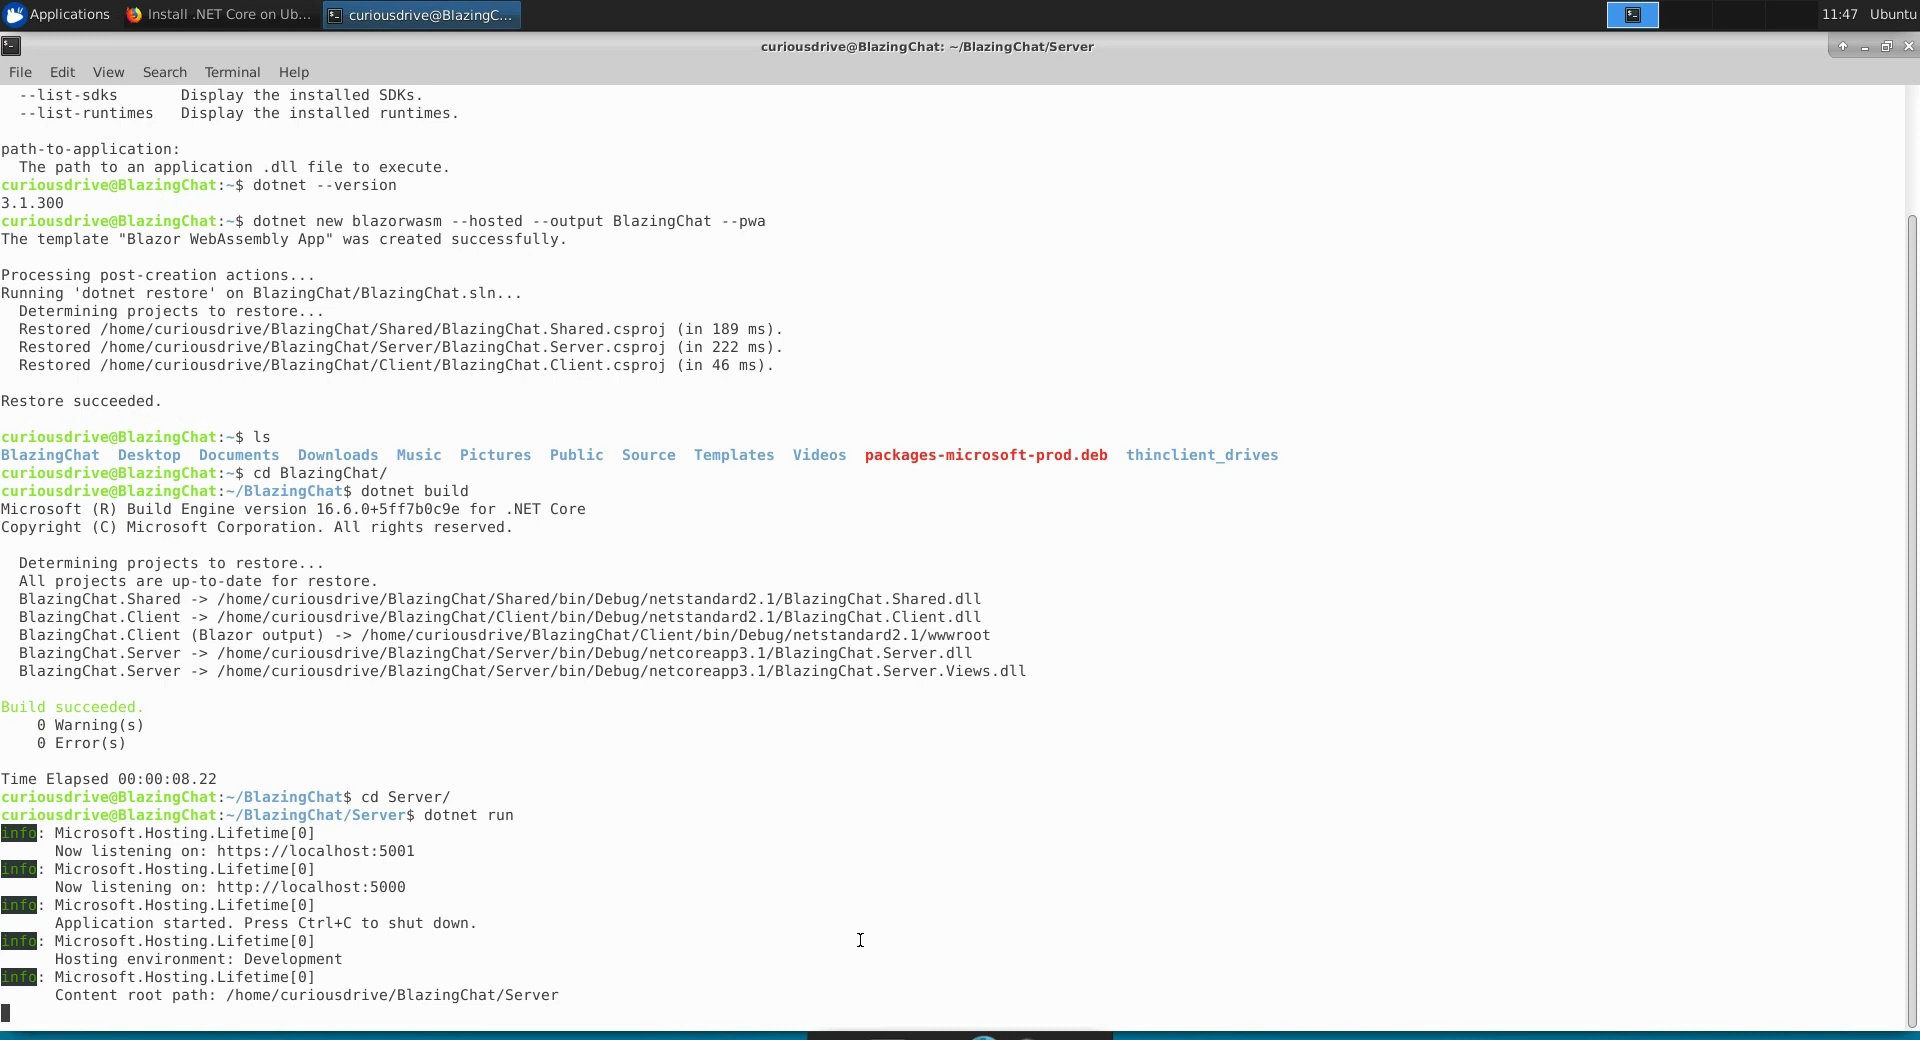 Applications
Install .NET Core on Ub...
curiousdrive@BlazingC...
11:47
Ubuntu
curiousdrive@BlazingChat: ~/BlazingChat/Server
File Edit View Search Terminal Help
--list-sdks Display the installed SDKs.
--list-runtimes Display the installed runtimes.
path-to-application:
The path to an application .dll file to execute.
curiousdrive@BlazingChat:~$ dotnet --version
3.1.300
curiousdrive@BlazingChat:~$ dotnet new blazorwasm --hosted --output BlazingChat --pwa
The template "Blazor WebAssembly App" was created successfully.
Processing post-creation actions...
Running 'dotnet restore' on BlazingChat/BlazingChat.sln...
Determining projects to restore...
Restored /home/curiousdrive/BlazingChat/Shared/BlazingChat.Shared.csproj (in 189 ms).
Restored /home/curiousdrive/BlazingChat/Server/BlazingChat.Server.csproj (in 222 ms).
Restored /home/curiousdrive/BlazingChat/Client/BlazingChat.Client.csproj (in 46 ms).
Restore succeeded.
curiousdrive@BlazingChat:~$ ls
BlazingChat Desktop Documents Downloads Music Pictures Public Source Templates Videos packages-microsoft-prod.deb thinclient_drives
curiousdrive@BlazingChat:~$ cd BlazingChat/
curiousdrive@BlazingChat:~/BlazingChat$ dotnet build
Microsoft (R) Build Engine version 16.6.0+5ff7b0c9e for .NET Core
Copyright (C) Microsoft Corporation. All rights reserved.
Determining projects to restore...
All projects are up-to-date for restore.
BlazingChat.Shared -> /home/curiousdrive/BlazingChat/Shared/bin/Debug/netstandard2.1/BlazingChat.Shared.dll
BlazingChat.Client -> /home/curiousdrive/BlazingChat/Client/bin/Debug/netstandard2.1/BlazingChat.Client.dll
BlazingChat.Client (Blazor output) -> /home/curiousdrive/BlazingChat/Client/bin/Debug/netstandard2.1/wwwroot
BlazingChat.Server -> /home/curiousdrive/BlazingChat/Server/bin/Debug/netcoreapp3.1/BlazingChat.Server.dll
BlazingChat.Server -> /home/curiousdrive/BlazingChat/Server/bin/Debug/netcoreapp3.1/BlazingChat.Server.Views.dll
Build succeeded.
0 Warning(s)
0 Error(s)
Time Elapsed 00:00:08.22
curiousdrive@BlazingChat:~/BlazingChat$ cd Server/
curiousdrive@BlazingChat:~/BlazingChat/Server$ dotnet run
info: Microsoft.Hosting.Lifetime[0]
Now listening on: https://localhost:5001
info: Microsoft.Hosting.Lifetime[0]
Now listening on: http://localhost:5000
info: Microsoft.Hosting.Lifetime[0]
Application started. Press Ctrl+C to shut down.
info: Microsoft.Hosting.Lifetime[0]
Hosting environment: Development
info: Microsoft.Hosting.Lifetime[0]
Content root path: /home/curiousdrive/BlazingChat/Server